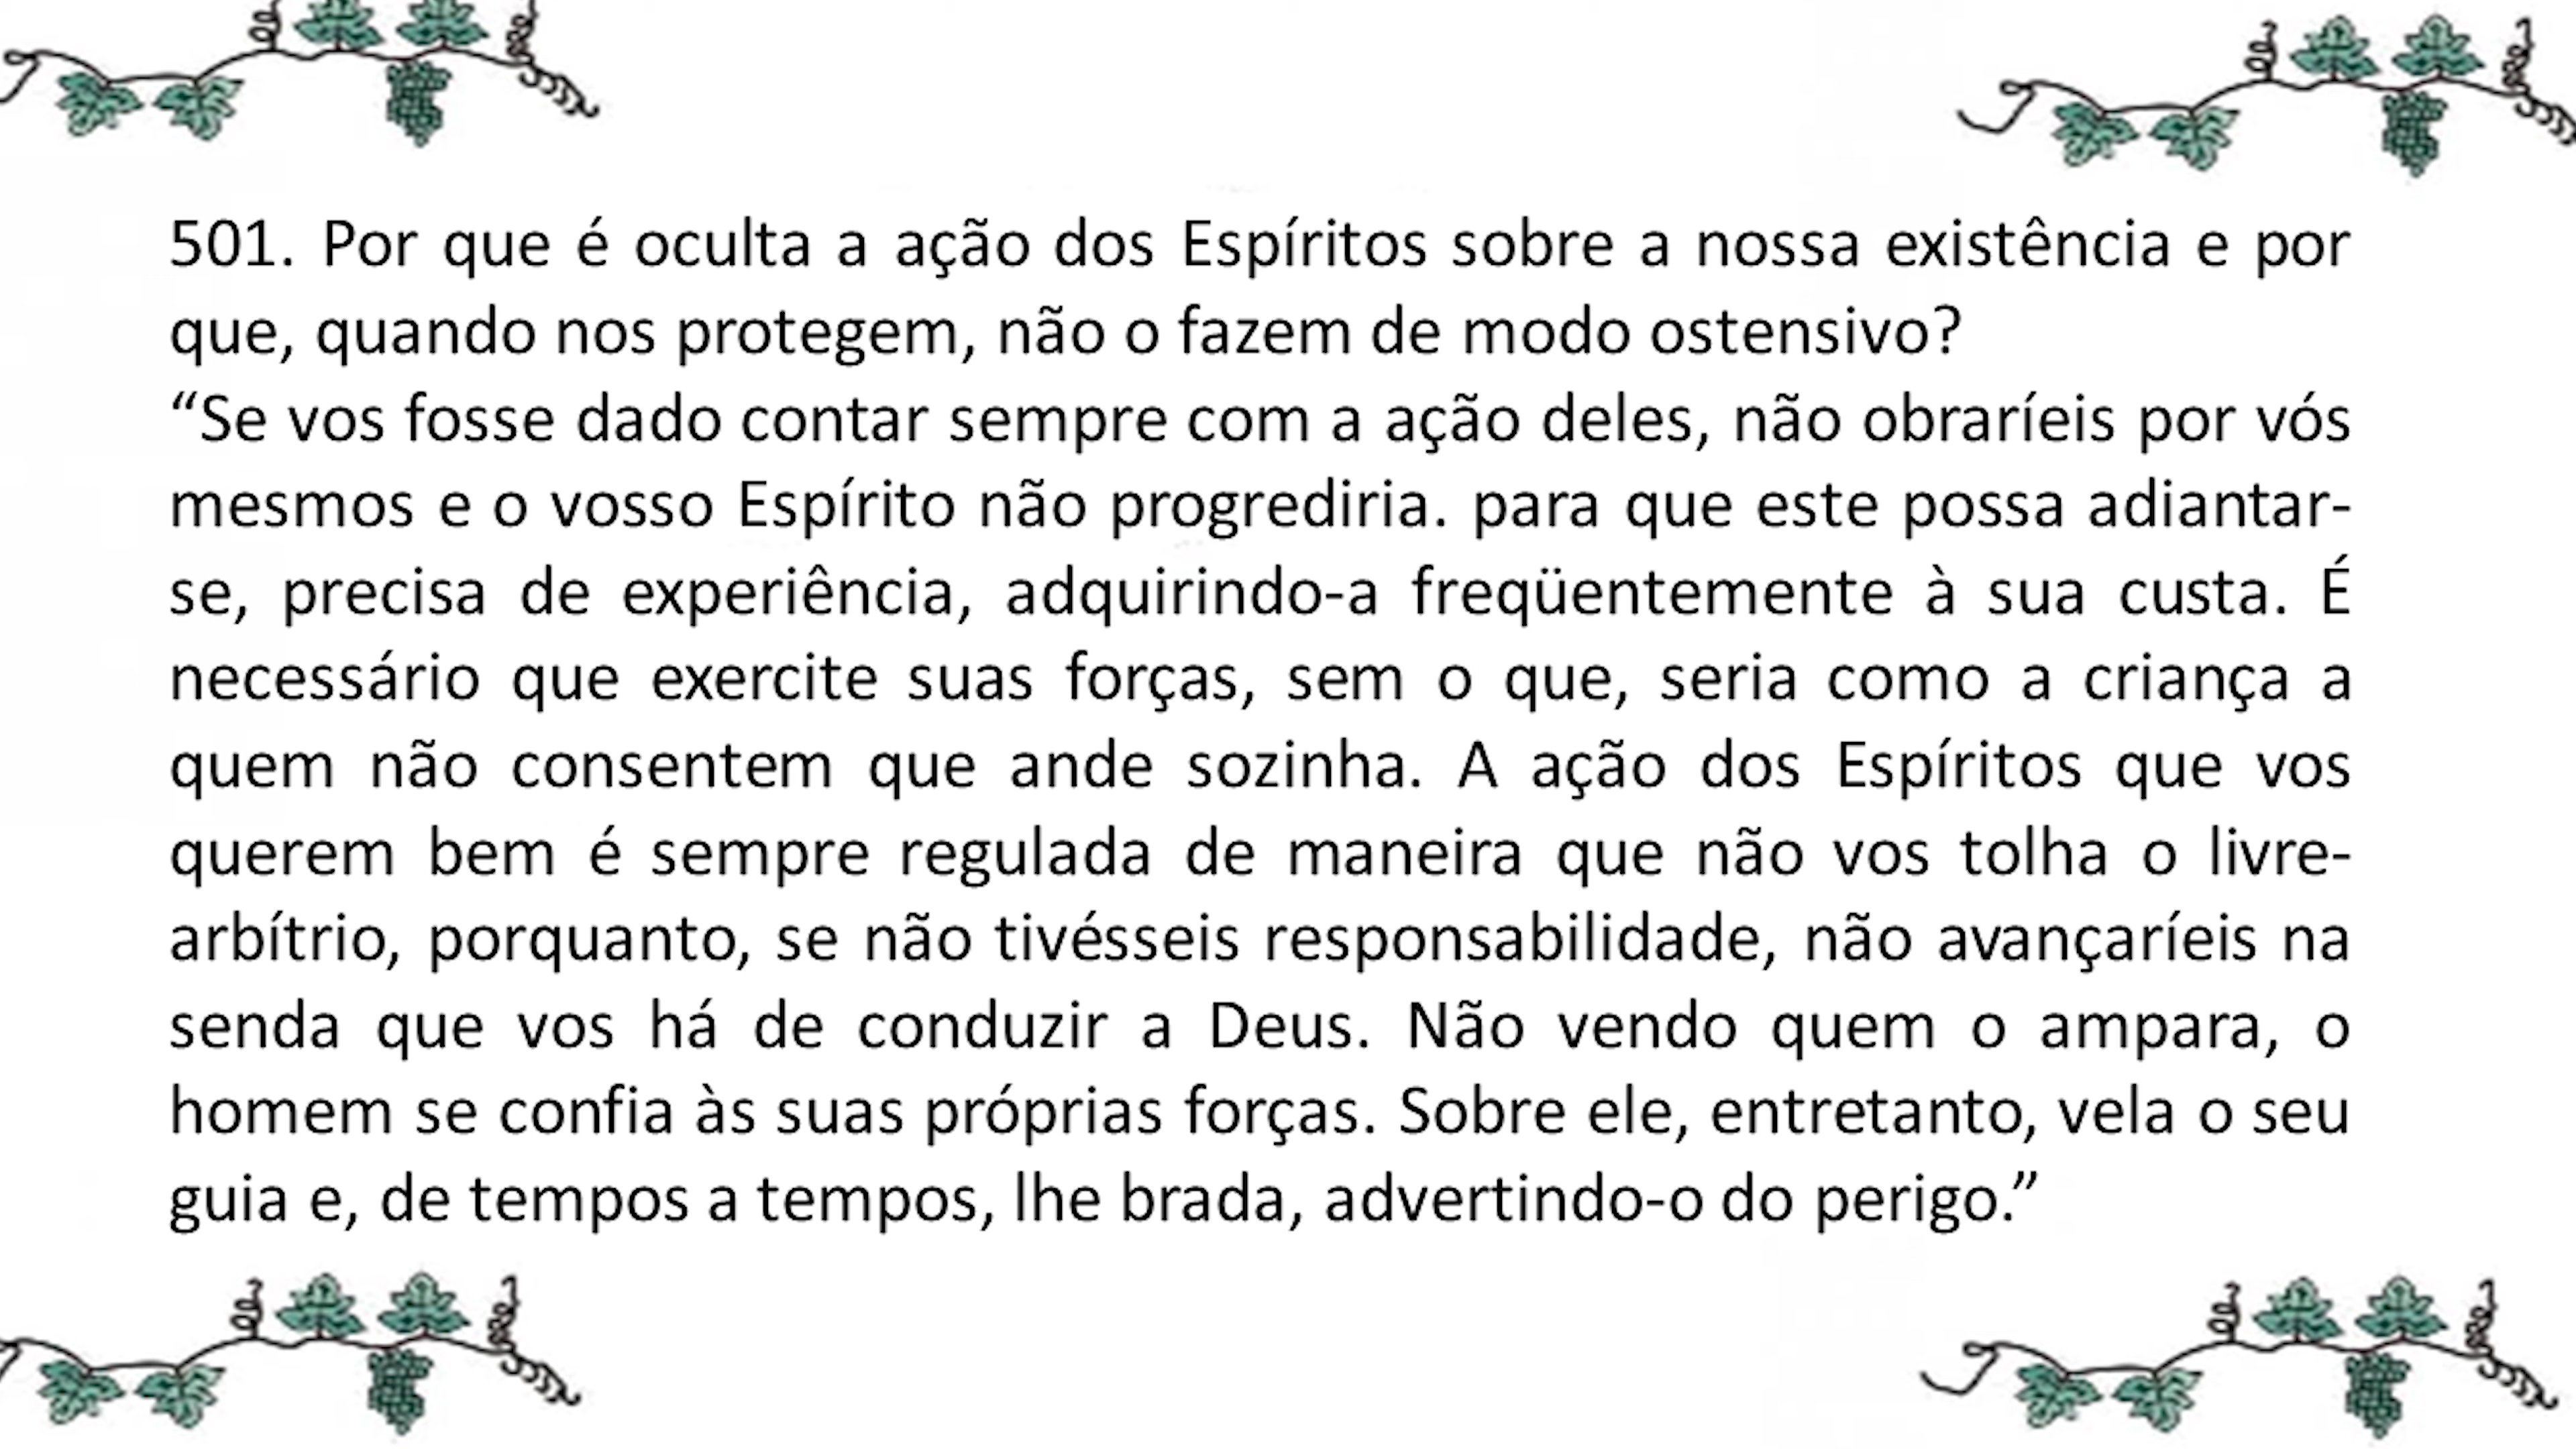 501. Por que é oculta a ação dos Espíritos sobre a nossa existência e por
que, quando nos protegem, não o fazem de modo ostensivo?
“Se vos fosse dado contar sempre com a ação deles, não obraríeis por vós
mesmos e o vosso Espírito não progrediria. para que este possa adiantar-
se, precisa de experiência, adquirindo-a freqüentemente à sua custa. É
necessário que exercite suas forças, sem o que, seria como a criança a
quem não consentem que ande sozinha. A ação dos Espíritos que vos
querem bem é sempre regulada de maneira que não vos tolha o livre-
arbítrio, porquanto, se não tivésseis responsabilidade, não avançaríeis na
senda que vos há de conduzir a Deus. Não vendo quem o ampara, o
homem se confia às suas próprias forças. Sobre ele, entretanto, vela o seu
guia e, de tempos a tempos, lhe brada, advertindo-o do perigo.”